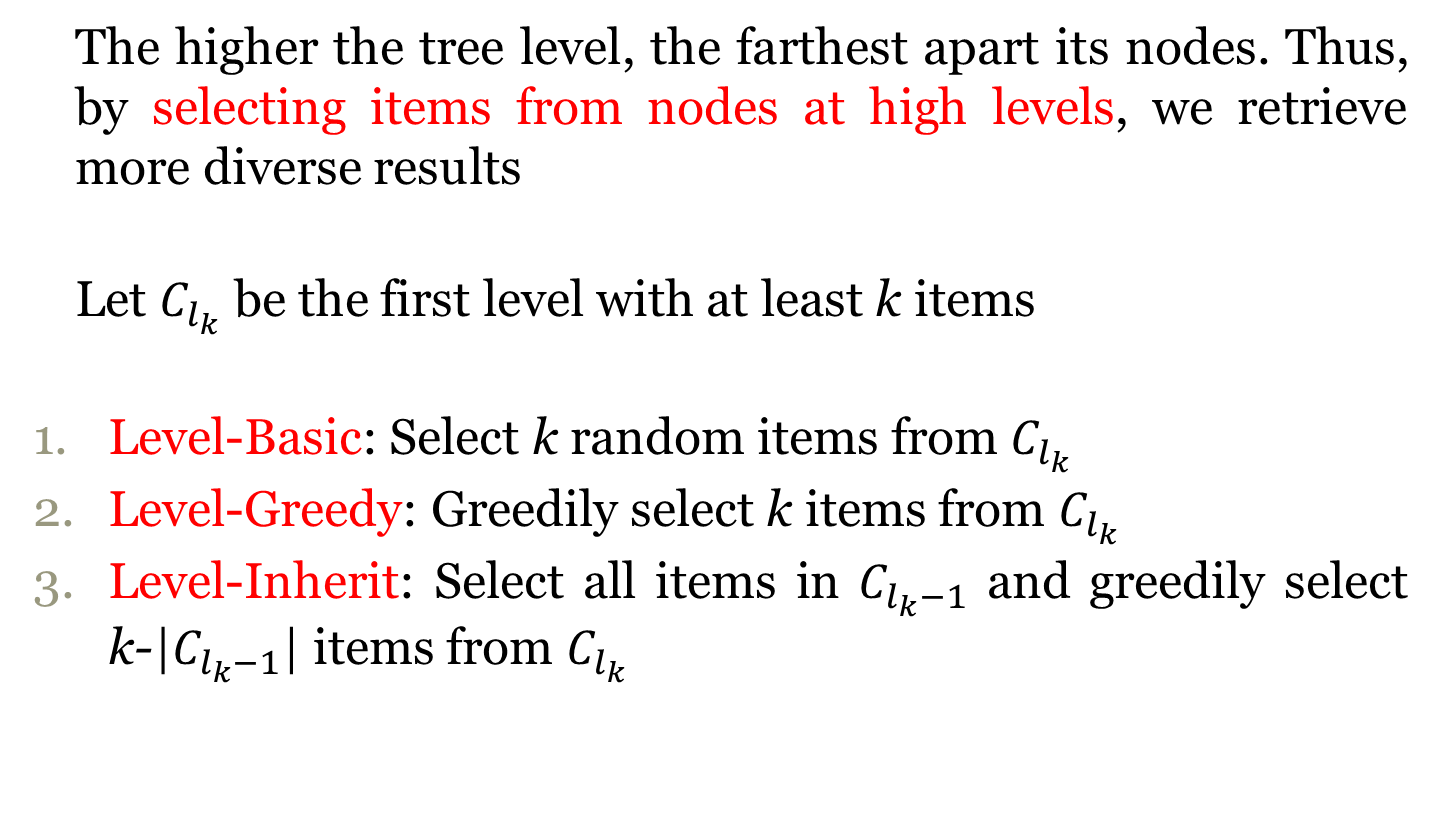 The higher the tree level, the farthest apart its nodes. Thus,
by selecting items from nodes at high levels, we retrieve
more diverse results
Let $C_{l_k}$ be the first level with at least k items
1. Level-Basic: Select k random items from $C_{l_k}$
2. Level-Greedy: Greedily select k items from $C_{l_k}$
3. Level-Inherit: Select all items in $C_{l_k-1}$ and greedily select
k-|$C_{l_k-1}$| items from $C_{l_k}$